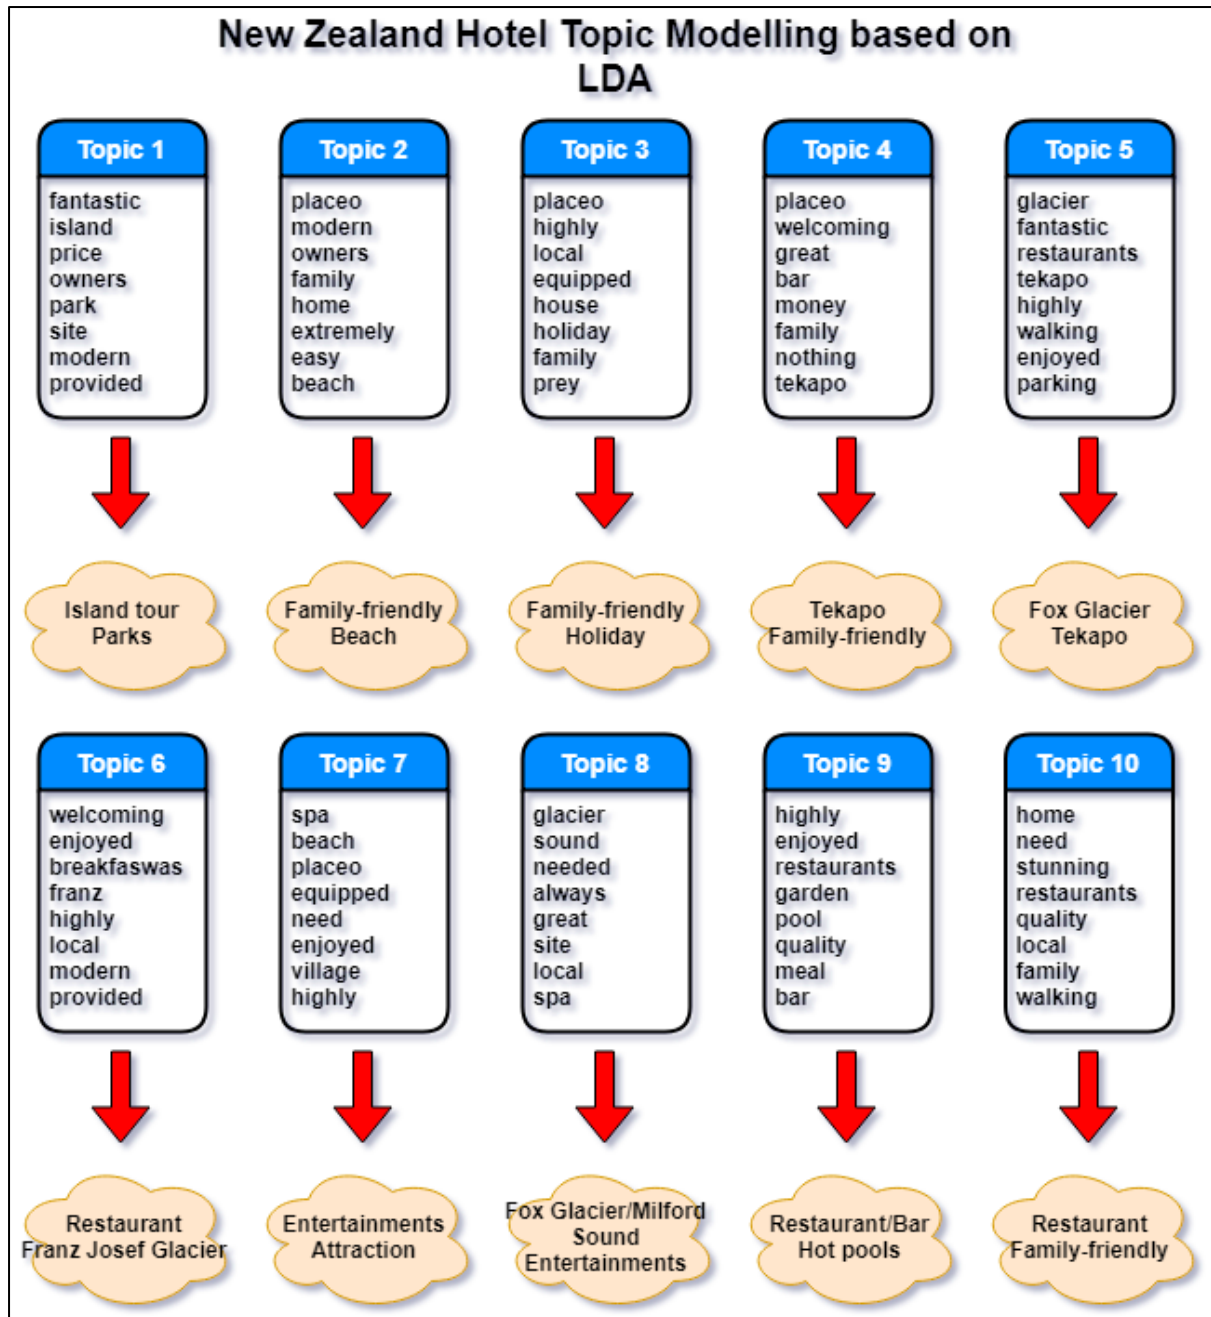 New Zealand Hotel Topic Modelling based on
LDA
Topic 1
fantastic
island
price
owners
park
site
modern
provided
Island tour
Parks
Topic 2
placeo
modern
owners
family
home
extremely
easy
beach
Family-friendly
Beach
Topic 3
placeo
highly
local
equipped
house
holiday
family
prey
Family-friendly
Holiday
Topic 4
placeo
welcoming
great
bar
money
family
nothing
tekapo
Tekapo
Family-friendly
Topic 5
glacier
fantastic
restaurants
tekapo
highly
walking
enjoyed
parking
Fox Glacier
Tekapo
Topic 6
welcoming
enjoyed
breakfaswas
franz
highly
local
modern
provided
Restaurant
Franz Josef Glacier
Topic 7
spa
beach
placeo
equipped
need
enjoyed
village
highly
Entertainments
Attraction
Topic 8
glacier
sound
needed
always
great
site
local
spa
Fox Glacier/Milford
Sound
Entertainments
Topic 9
highly
enjoyed
restaurants
garden
pool
quality
meal
bar
Restaurant/Bar
Hot pools
Topic 10
home
need
stunning
restaurants
quality
local
family
walking
Restaurant
Family-friendly